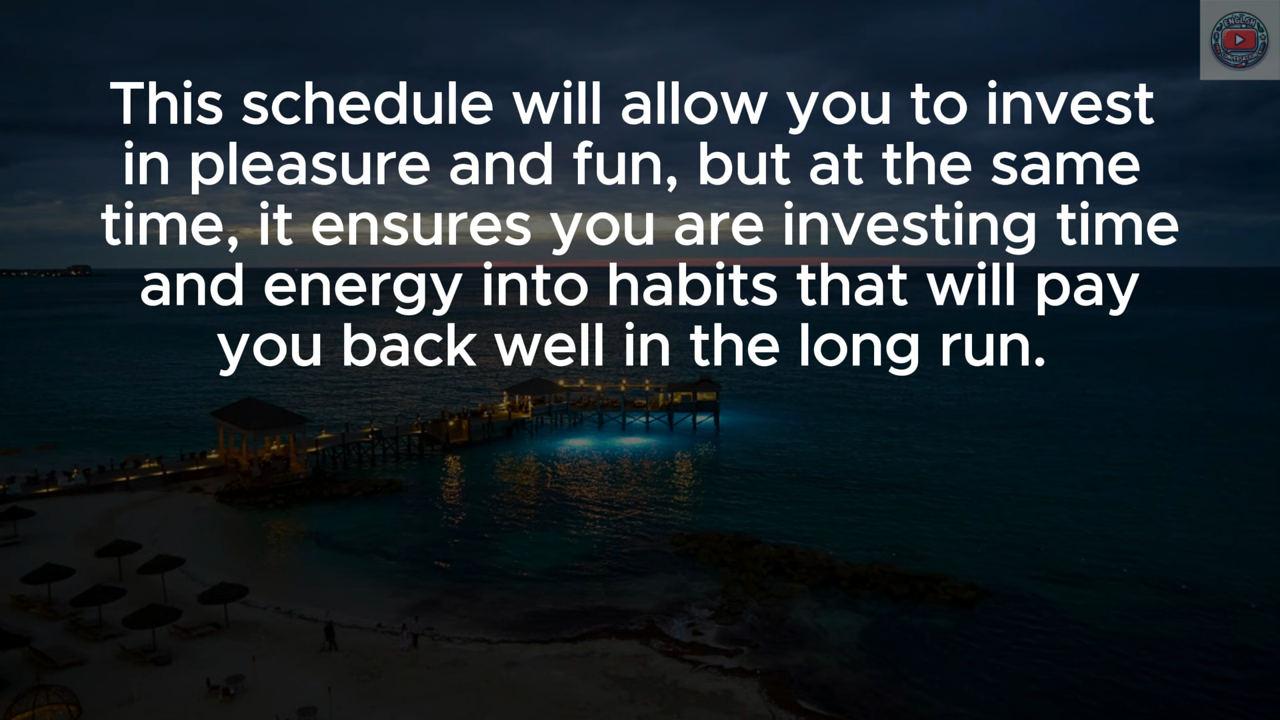 This schedule will allow you to invest
in pleasure and fun, but at the same
time, it ensures you are investing time
and energy into habits that will pay
you back well in the long run.
ENGLISH